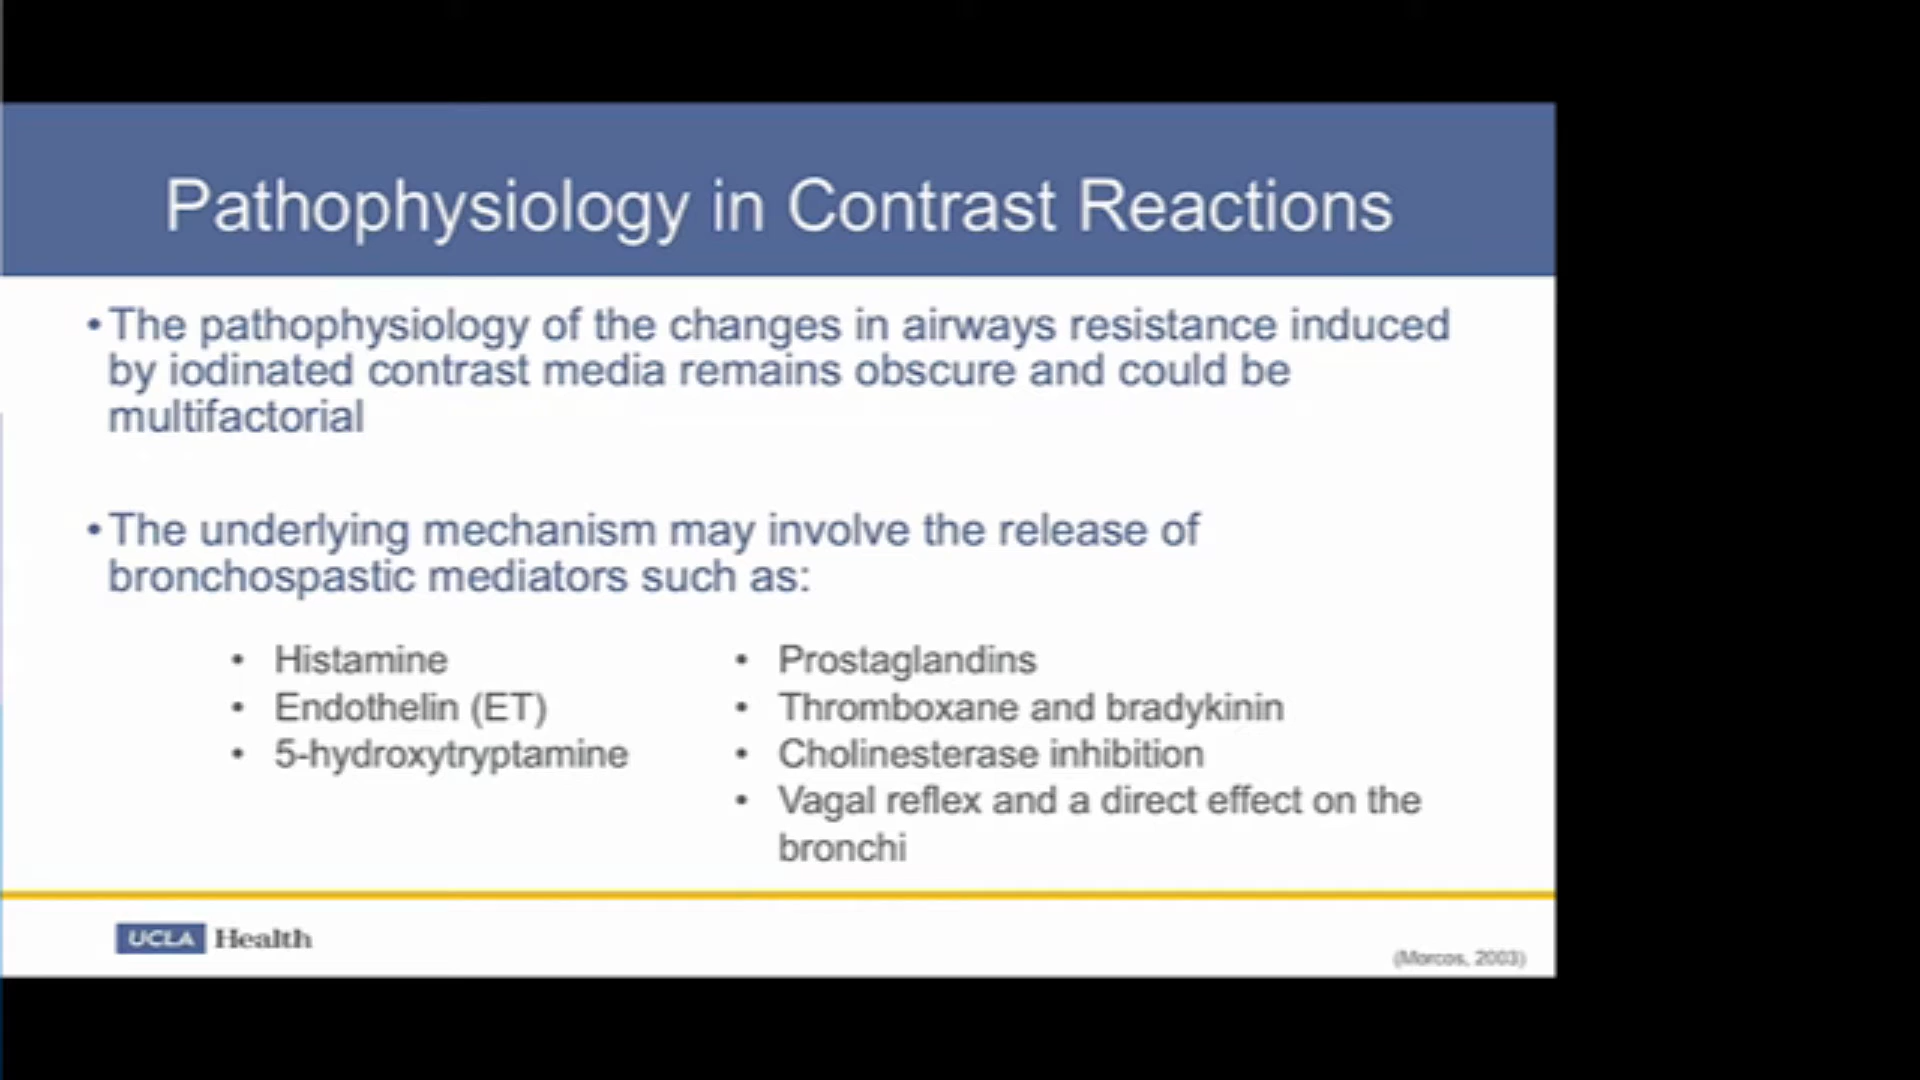 Pathophysiology in Contrast Reactions
• The pathophysiology of the changes in airways resistance induced
by iodinated contrast media remains obscure and could be
multifactorial
• The underlying mechanism may involve the release of
bronchospastic mediators such as:
• Histamine
• Endothelin (ET)
• 5-hydroxytryptamine
• Prostaglandins
• Thromboxane and bradykinin
• Cholinesterase inhibition
• Vagal reflex and a direct effect on the
bronchi
UCLA Health
(Morcos, 2003)